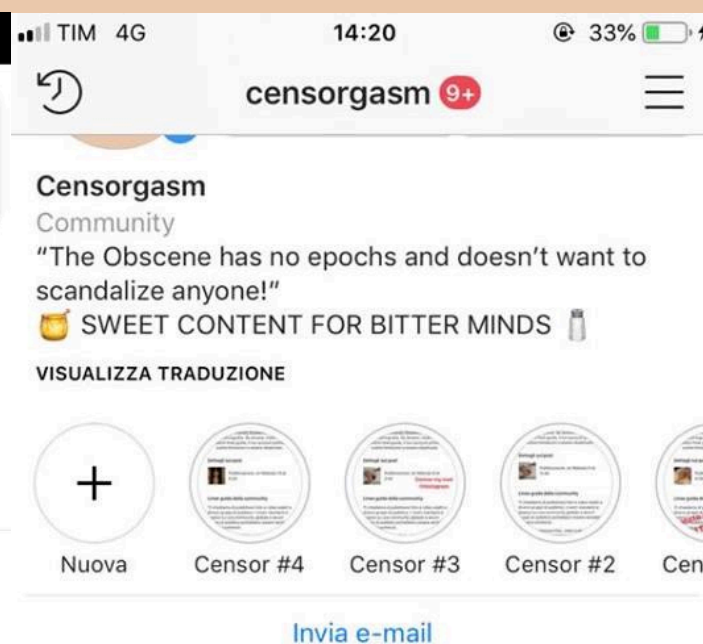 TIM 4G 14:20 33%
censorgasm 9+
Censorgasm
Community
"The Obscene has no epochs and doesn't want to
scandalize anyone!"
🍯 SWEET CONTENT FOR BITTER MINDS 🧂
VISUALIZZA TRADUZIONE
Nuova Censor #4 Censor #3 Censor #2 Cen
Invia e-mail